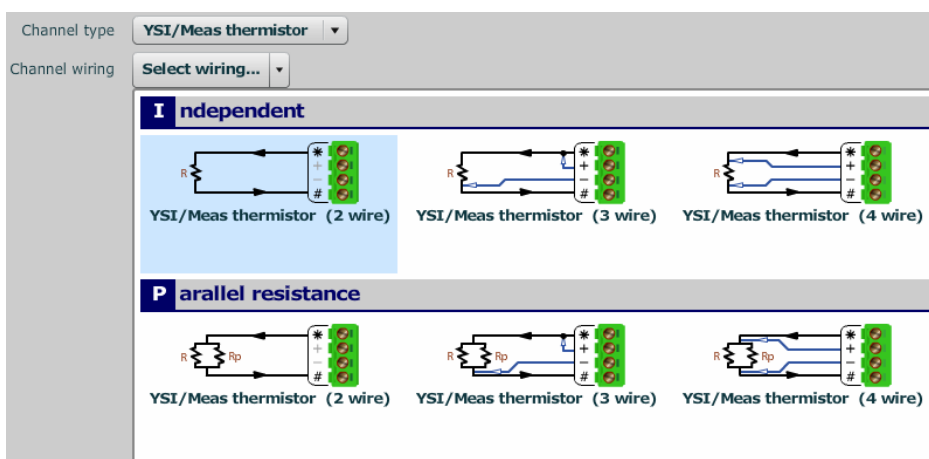 Channel type YSI/Meas thermistor
Channel wiring Select wiring...
I ndependent
R * + − #
R * + − #
R * + − #
YSI/Meas thermistor (2 wire) YSI/Meas thermistor (3 wire) YSI/Meas thermistor (4 wire)
P arallel resistance
R Rp * + − #
R Rp * + − #
R Rp * + − #
YSI/Meas thermistor (2 wire) YSI/Meas thermistor (3 wire) YSI/Meas thermistor (4 wire)